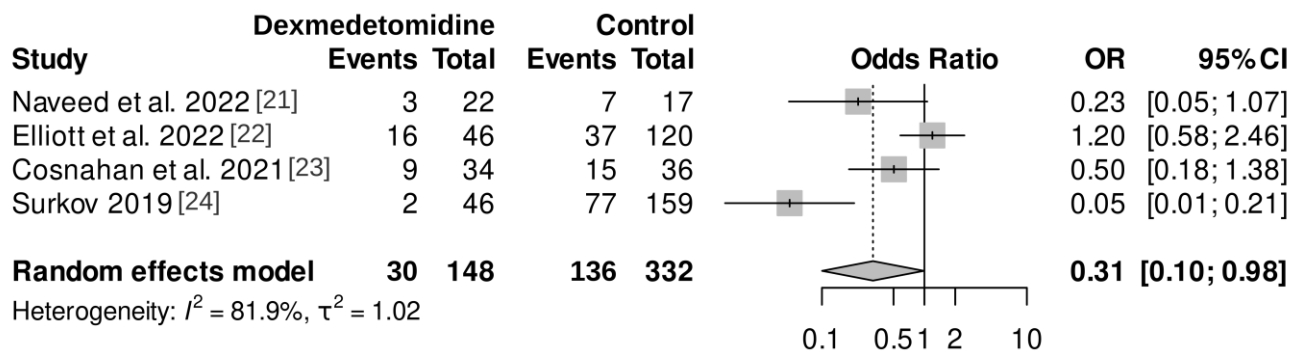 Dexmedetomidine Control
Study Events Total Events Total Odds Ratio OR 95% CI
Naveed et al. 2022 [21] 3 22 7 17 0.23 [0.05; 1.07]
Elliott et al. 2022 [22] 16 46 37 120 1.20 [0.58; 2.46]
Cosnahan et al. 2021 [23] 9 34 15 36 0.50 [0.18; 1.38]
Surkov 2019 [24] 2 46 77 159 0.05 [0.01; 0.21]
Random effects model 30 148 136 332 0.31 [0.10; 0.98]
Heterogeneity: I² = 81.9%, τ² = 1.02
0.1 0.5 1 2 10